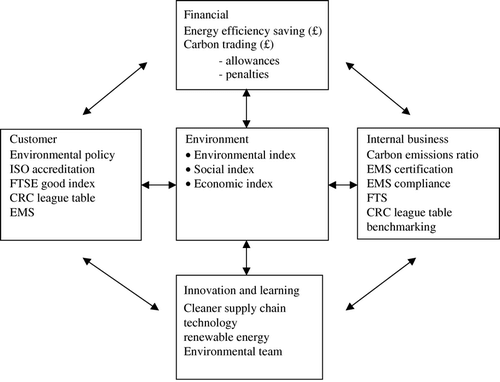 Financial
Energy efficiency saving (£)
Carbon trading (£)
- allowances
- penalties
Customer
Environmental policy
ISO accreditation
FTSE good index
CRC league table
EMS
Environment
• Environmental index
• Social index
• Economic index
Internal business
Carbon emissions ratio
EMS certification
EMS compliance
FTS
CRC league table
benchmarking
Innovation and learning
Cleaner supply chain
technology
renewable energy
Environmental team